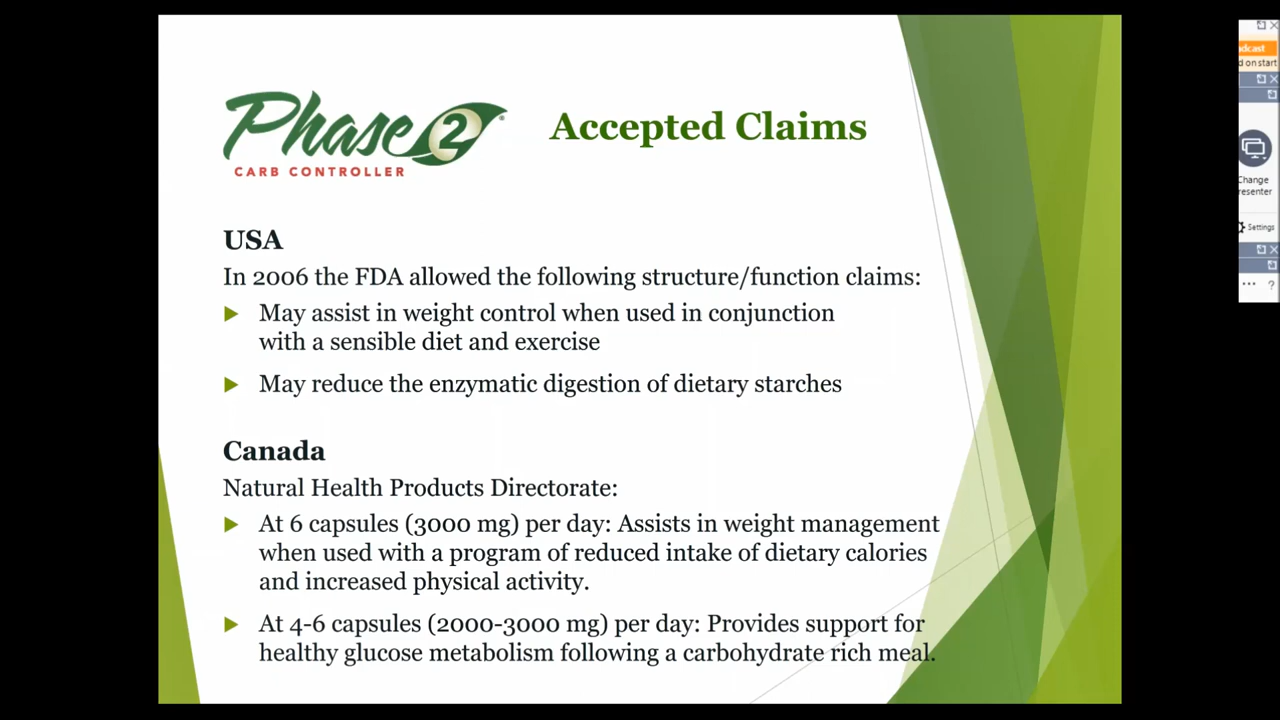 Phase 2®
CARB CONTROLLER
Accepted Claims
USA
In 2006 the FDA allowed the following structure/function claims:
May assist in weight control when used in conjunction
with a sensible diet and exercise
May reduce the enzymatic digestion of dietary starches
Canada
Natural Health Products Directorate:
At 6 capsules (3000 mg) per day: Assists in weight management
when used with a program of reduced intake of dietary calories
and increased physical activity.
At 4-6 capsules (2000-3000 mg) per day: Provides support for
healthy glucose metabolism following a carbohydrate rich meal.
dcast
d on start
Change
resenter
Settings
... ?